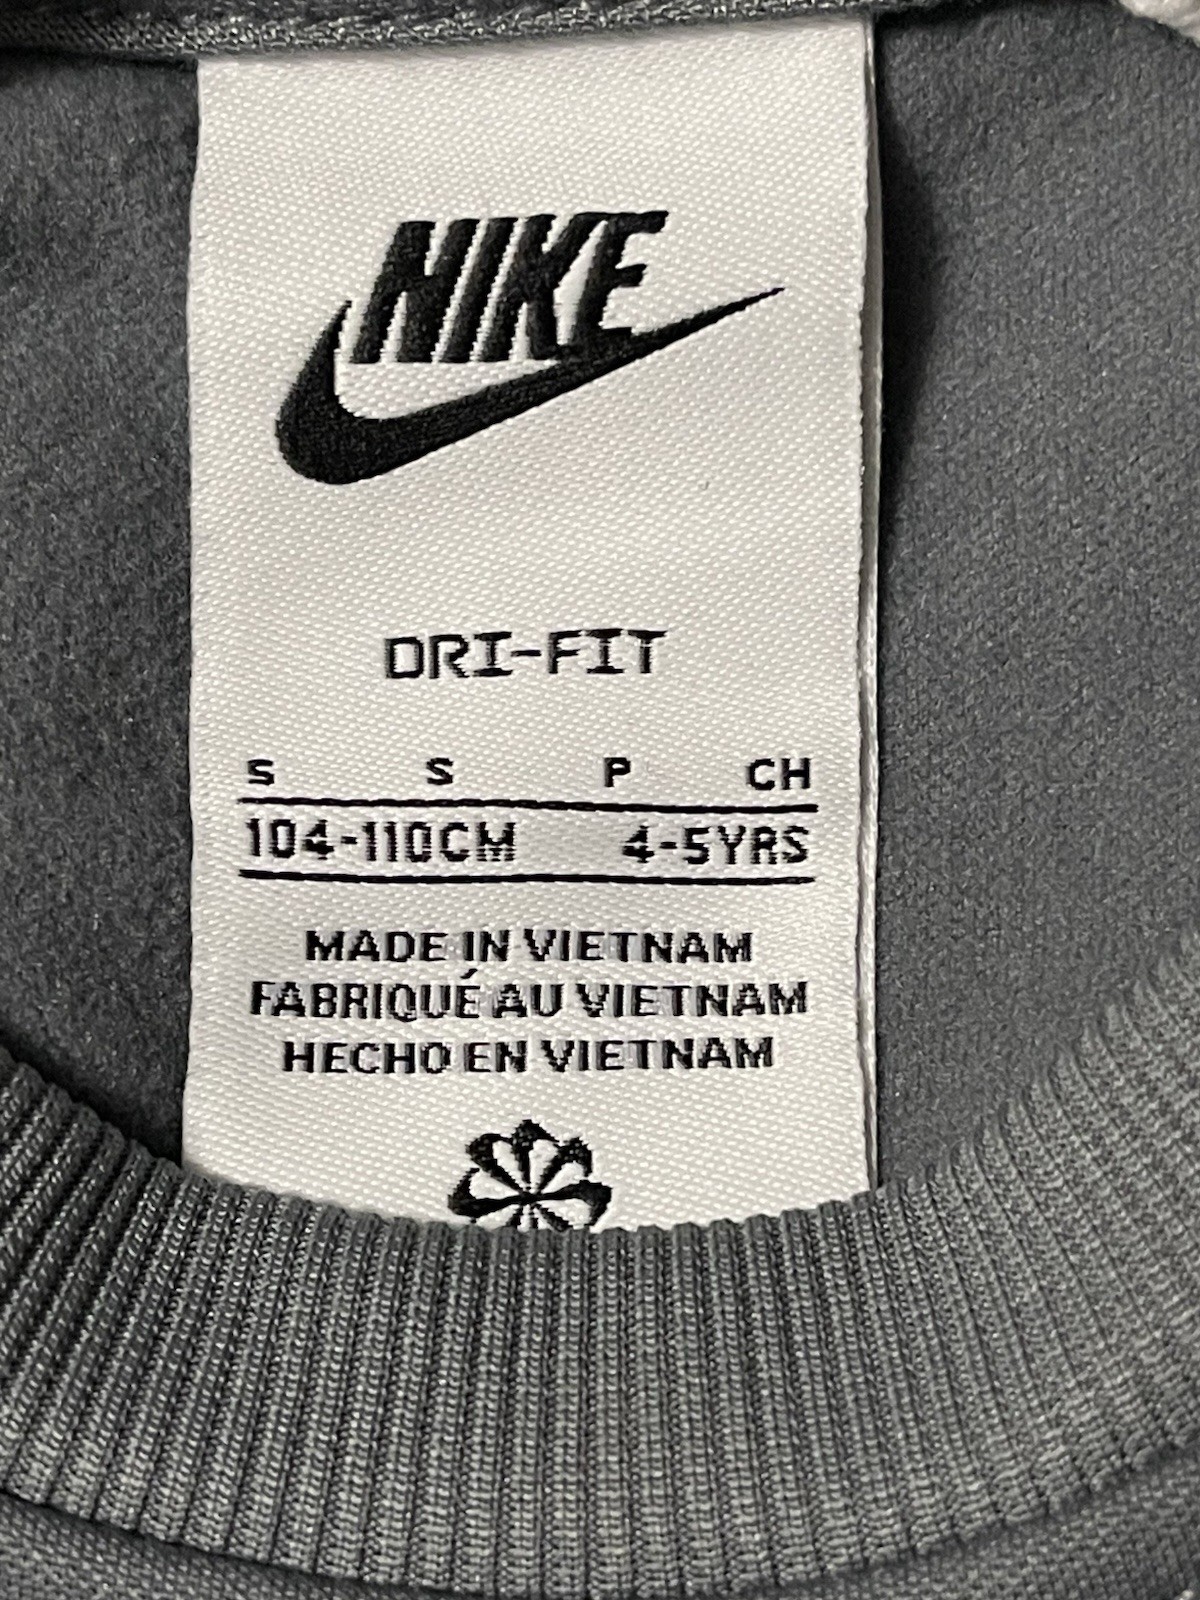 NIKE
DRI-FIT
S S P CH
104-110CM 4-5YRS
MADE IN VIETNAM
FABRIQUÉ AU VIETNAM
HECHO EN VIETNAM